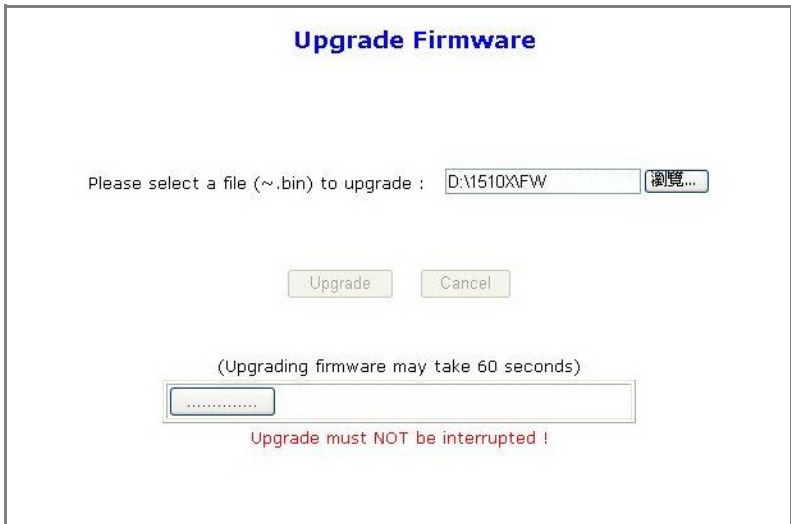 Upgrade Firmware
Please select a file (~.bin) to upgrade : D:\1510X\FW 瀏覽...
Upgrade Cancel
(Upgrading firmware may take 60 seconds)
..............
Upgrade must NOT be interrupted !